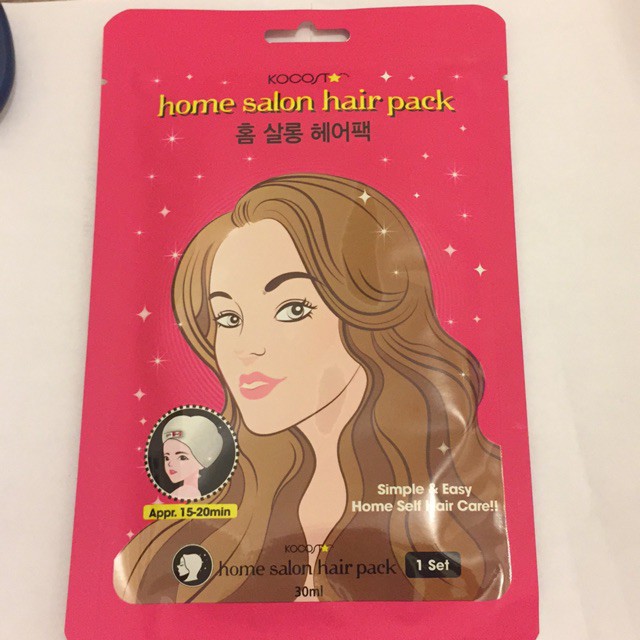 KOCOSTAR
home salon hair pack
홈 살롱 헤어팩
Appr. 15-20min
Simple & Easy
Home Self Hair Care!!
KOCOSTAR
home salon hair pack 1 Set
30ml